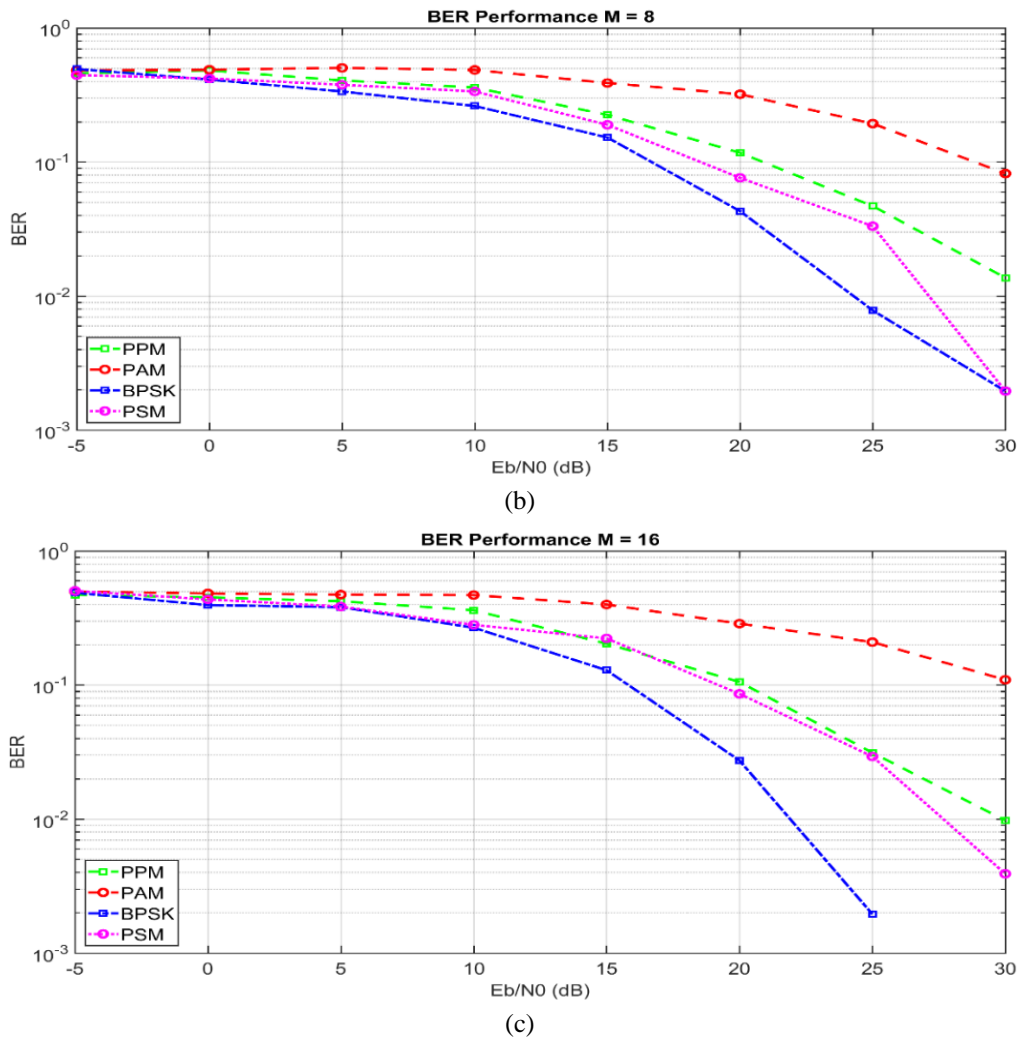 BER Performance M = 8
10^0
10^-1
10^-2
10^-3
BER
PPM
PAM
BPSK
PSM
-5 0 5 10 15 20 25 30
Eb/N0 (dB)
(b)
BER Performance M = 16
10^0
10^-1
10^-2
10^-3
BER
PPM
PAM
BPSK
PSM
-5 0 5 10 15 20 25 30
Eb/N0 (dB)
(c)